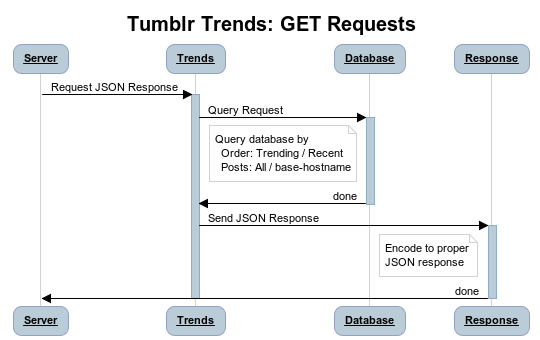 Tumblr Trends: GET Requests
Server
Trends
Database
Response
Request JSON Response
Query Request
Query database by
Order: Trending / Recent
Posts: All / base-hostname
done
Send JSON Response
Encode to proper
JSON response
done
Server
Trends
Database
Response